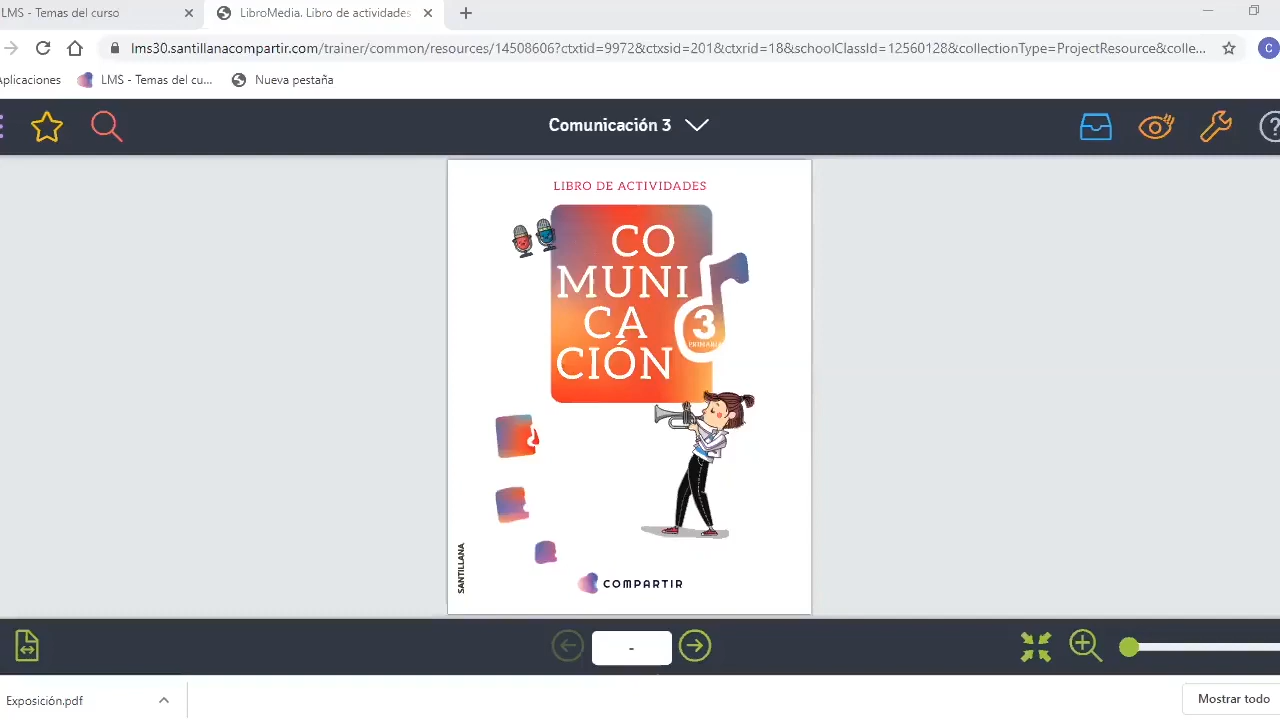 LMS - Temas del curso
LibroMedia. Libro de actividades
lms30.santillanacompartir.com/trainer/common/resources/14508606?ctxtid=9972&ctxsid=201&ctxrid=18&schoolClassId=12560128&collectionType=ProjectResource&colle...
C
plicaciones
LMS - Temas del cu...
Nueva pestaña
Comunicación 3
?
LIBRO DE ACTIVIDADES
CO
MUNI
CA
CIÓN
3
PRIMARIA
SANTILLANA
COMPARTIR
-
Exposición.pdf
Mostrar todo